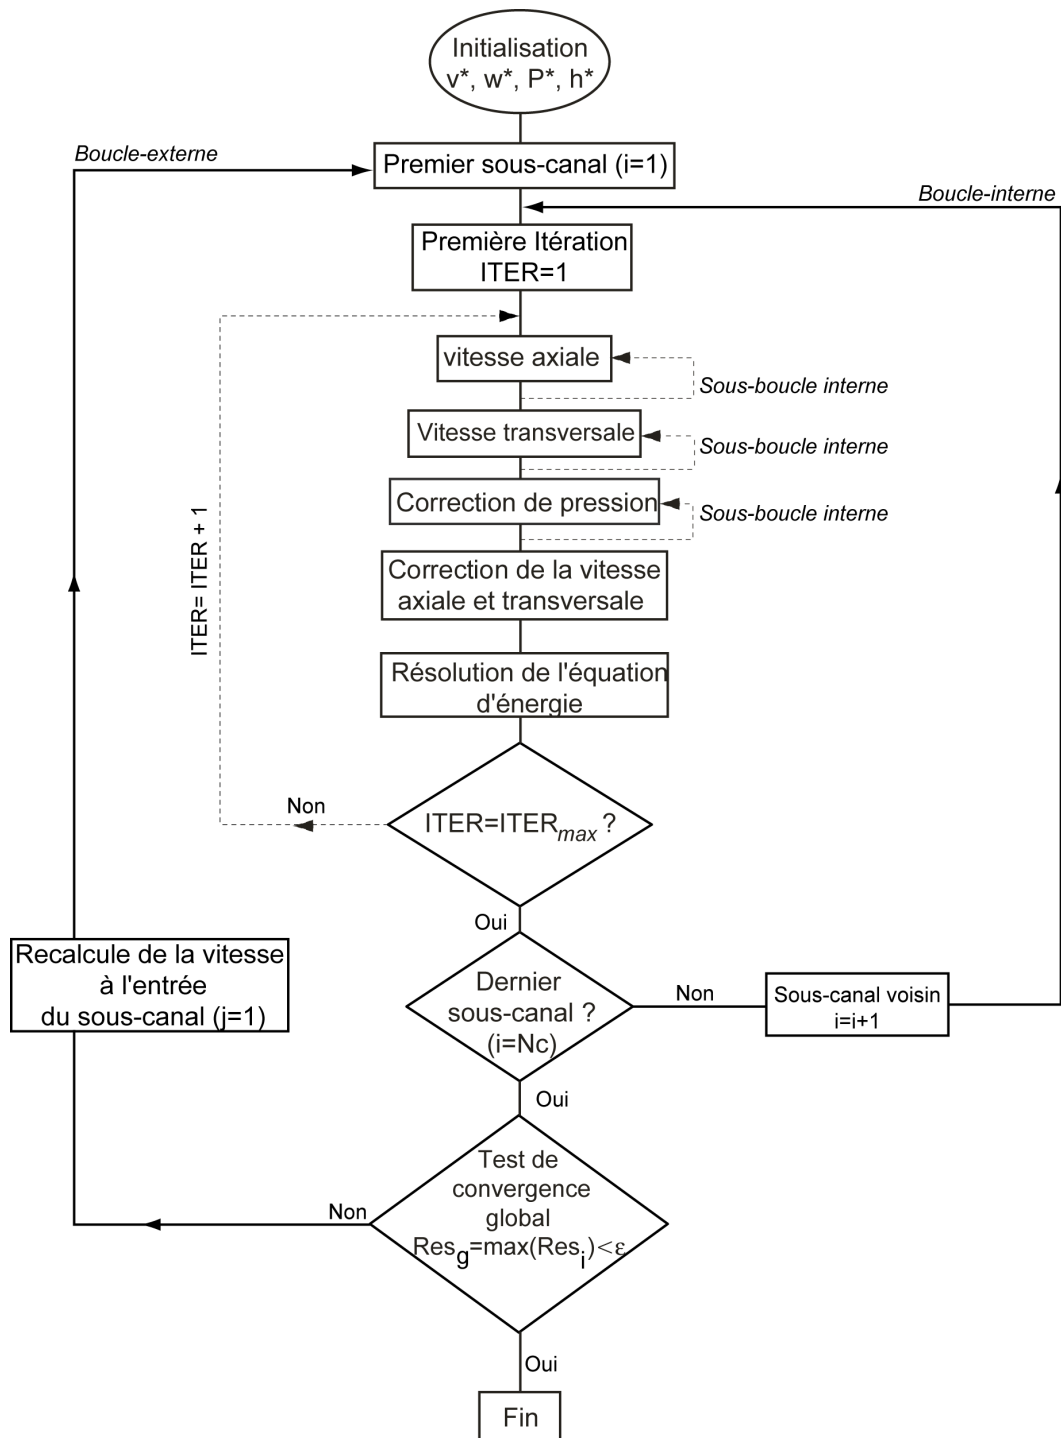 Initialisation
v*, w*, P*, h*
Boucle-externe
Premier sous-canal (i=1)
Boucle-interne
Première Itération
ITER=1
vitesse axiale
Sous-boucle interne
Vitesse transversale
Sous-boucle interne
Correction de pression
Sous-boucle interne
ITER= ITER + 1
Correction de la vitesse
axiale et transversale
Résolution de l'équation
d'énergie
Non
ITER=ITERmax ?
Oui
Recalcule de la vitesse
à l'entrée
du sous-canal (j=1)
Dernier
sous-canal ?
(i=Nc)
Non
Sous-canal voisin
i=i+1
Oui
Test de
convergence
global
Resg=max(Resi)<ε
Non
Oui
Fin